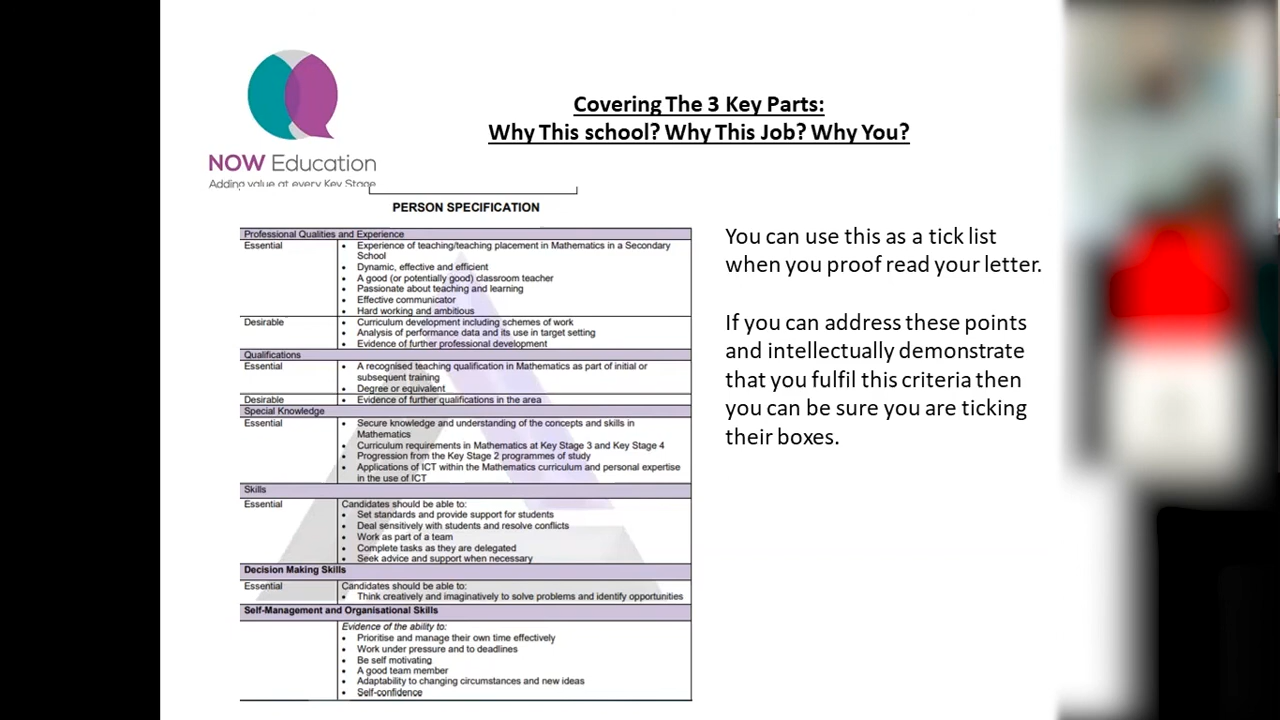 Covering The 3 Key Parts:
Why This school? Why This Job? Why You?
NOW Education
Adding value at every Key Stage
PERSON SPECIFICATION
Professional Qualities and Experience
Essential
• Experience of teaching/teaching placement in Mathematics in a Secondary
School
• Dynamic, effective and efficient
• A good (or potentially good) classroom teacher
• Passionate about teaching and learning
• Effective communicator
• Hard working and ambitious
Desirable
• Curriculum development including schemes of work
• Analysis of performance data and its use in target setting
• Evidence of further professional development
Qualifications
Essential
• A recognised teaching qualification in Mathematics as part of initial or
subsequent training
• Degree or equivalent
Desirable
• Evidence of further qualifications in the area
Special Knowledge
Essential
• Secure knowledge and understanding of the concepts and skills in
Mathematics
• Curriculum requirements in Mathematics at Key Stage 3 and Key Stage 4
• Progression from the Key Stage 2 programmes of study
• Applications of ICT within the Mathematics curriculum and personal expertise
in the use of ICT
Skills
Essential
Candidates should be able to:
• Set standards and provide support for students
• Deal sensitively with students and resolve conflicts
• Work as part of a team
• Complete tasks as they are delegated
• Seek advice and support when necessary
Decision Making Skills
Essential
Candidates should be able to:
• Think creatively and imaginatively to solve problems and identify opportunities
Self-Management and Organisational Skills
Evidence of the ability to:
• Prioritise and manage their own time effectively
• Work under pressure and to deadlines
• Be self motivating
• A good team member
• Adaptability to changing circumstances and new ideas
• Self-confidence
You can use this as a tick list
when you proof read your letter.
If you can address these points
and intellectually demonstrate
that you fulfil this criteria then
you can be sure you are ticking
their boxes.